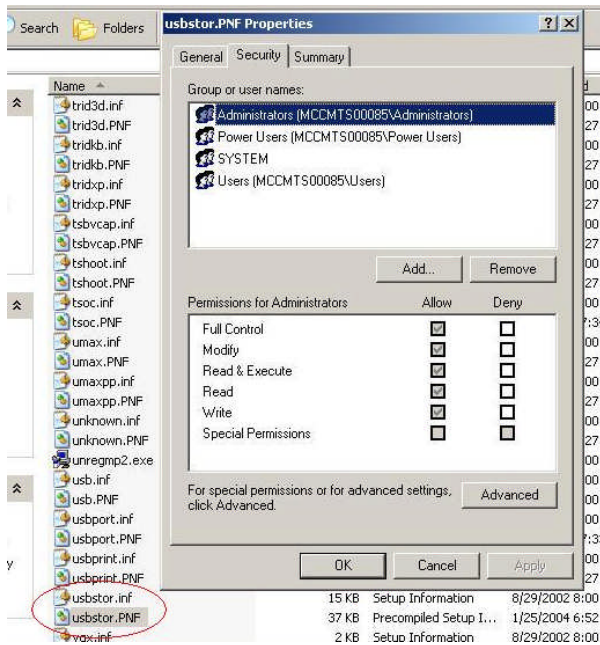 Search Folders
usbstor.PNF Properties
General Security Summary
Group or user names:
Administrators (MCCMTS00085\Administrators)
Power Users (MCCMTS00085\Power Users)
SYSTEM
Users (MCCMTS00085\Users)
Add... Remove
Permissions for Administrators Allow Deny
Full Control
Modify
Read & Execute
Read
Write
Special Permissions
For special permissions or for advanced settings,
click Advanced.
Advanced
OK Cancel Apply
Name
trid3d.inf
trid3d.PNF
tridkb.inf
tridkb.PNF
tridxp.inf
tridxp.PNF
tsbvcap.inf
tsbvcap.PNF
tshoot.inf
tshoot.PNF
tsoc.inf
tsoc.PNF
umax.inf
umax.PNF
umaxpp.inf
umaxpp.PNF
unknown.inf
unknown.PNF
unregmp2.exe
usb.inf
usb.PNF
usbport.inf
usbport.PNF
usbprint.inf
usbprint.PNF
usbstor.inf 15 KB Setup Information 8/29/2002 8:00
usbstor.PNF 37 KB Precompiled Setup I... 1/25/2004 6:52
vgx.inf 2 KB Setup Information 8/29/2002 8:00